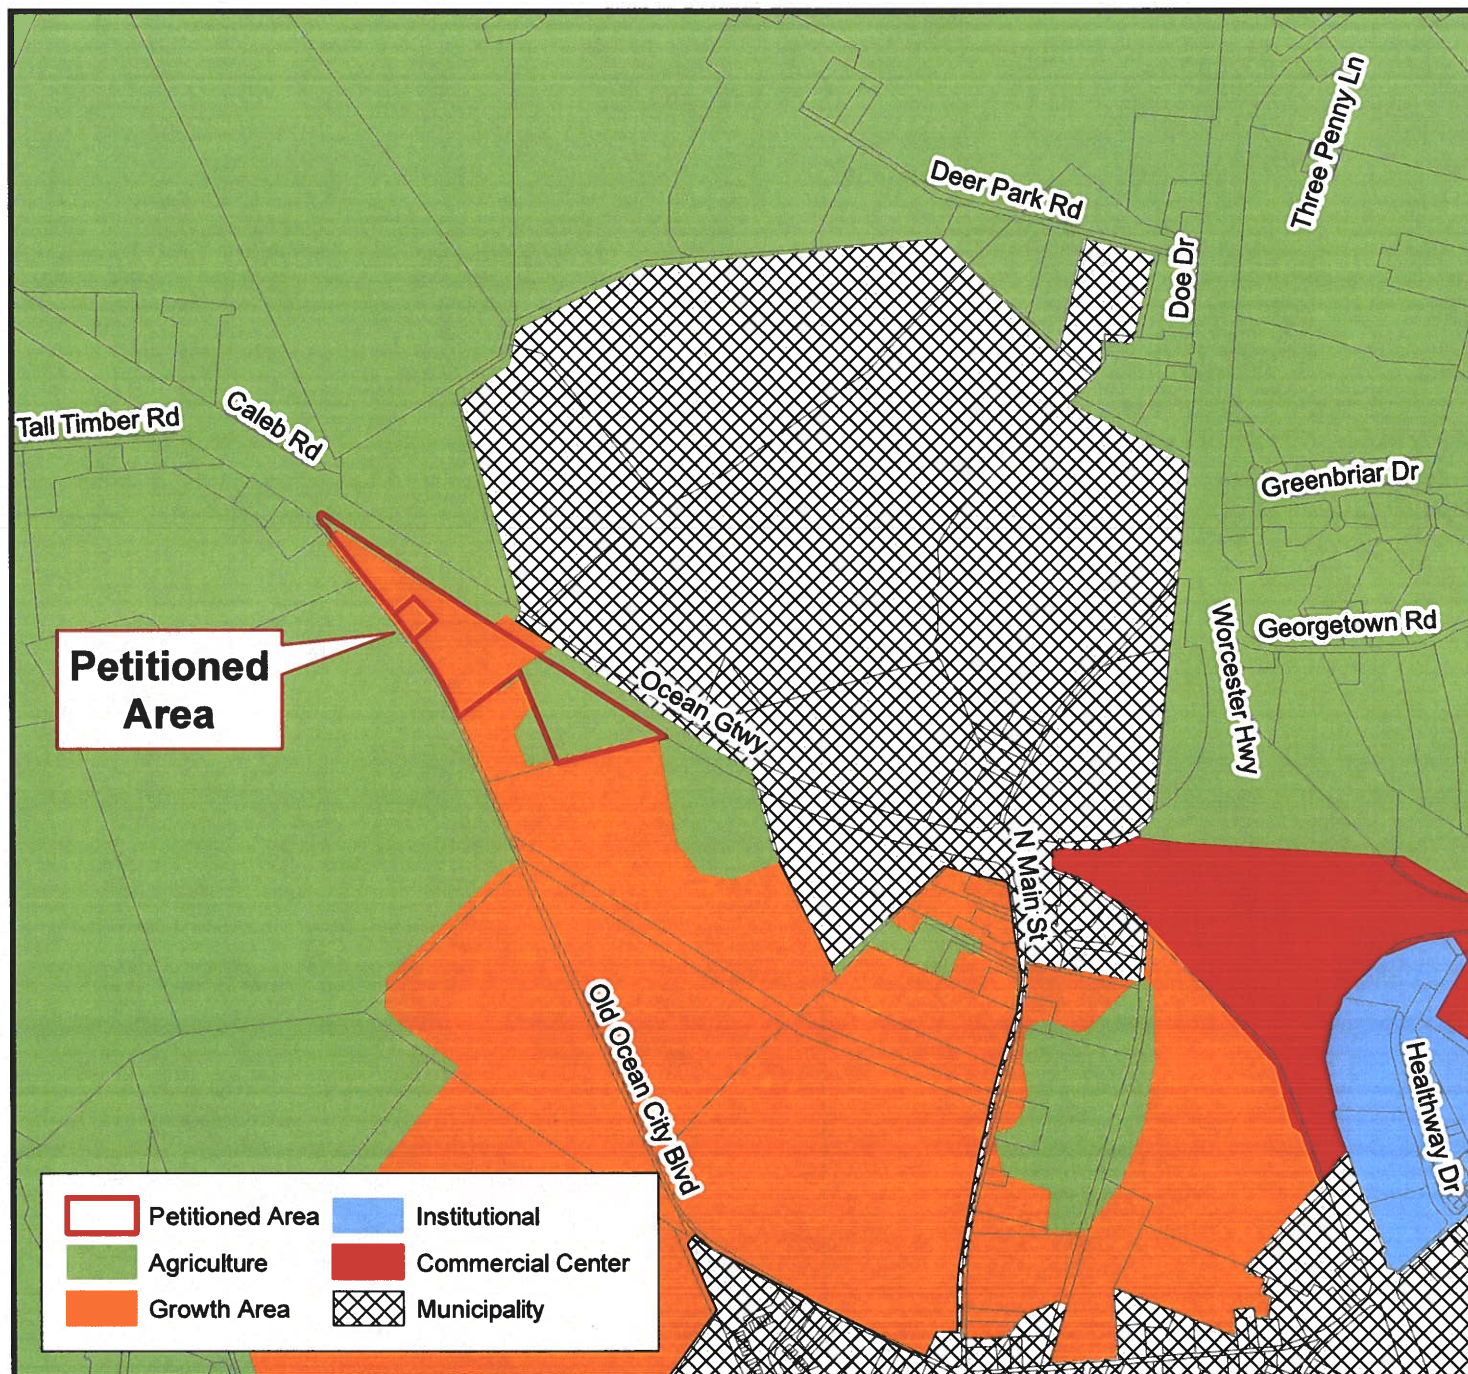 Three Penny Ln
Deer Park Rd
Doe Dr
Tall Timber Rd
Caleb Rd
Greenbriar Dr
Georgetown Rd
Worcester Hwy
Petitioned
Area
Ocean Gtwy
N Main St
Old Ocean City Blvd
Healthway Dr
Petitioned Area
Institutional
Agriculture
Commercial Center
Growth Area
Municipality